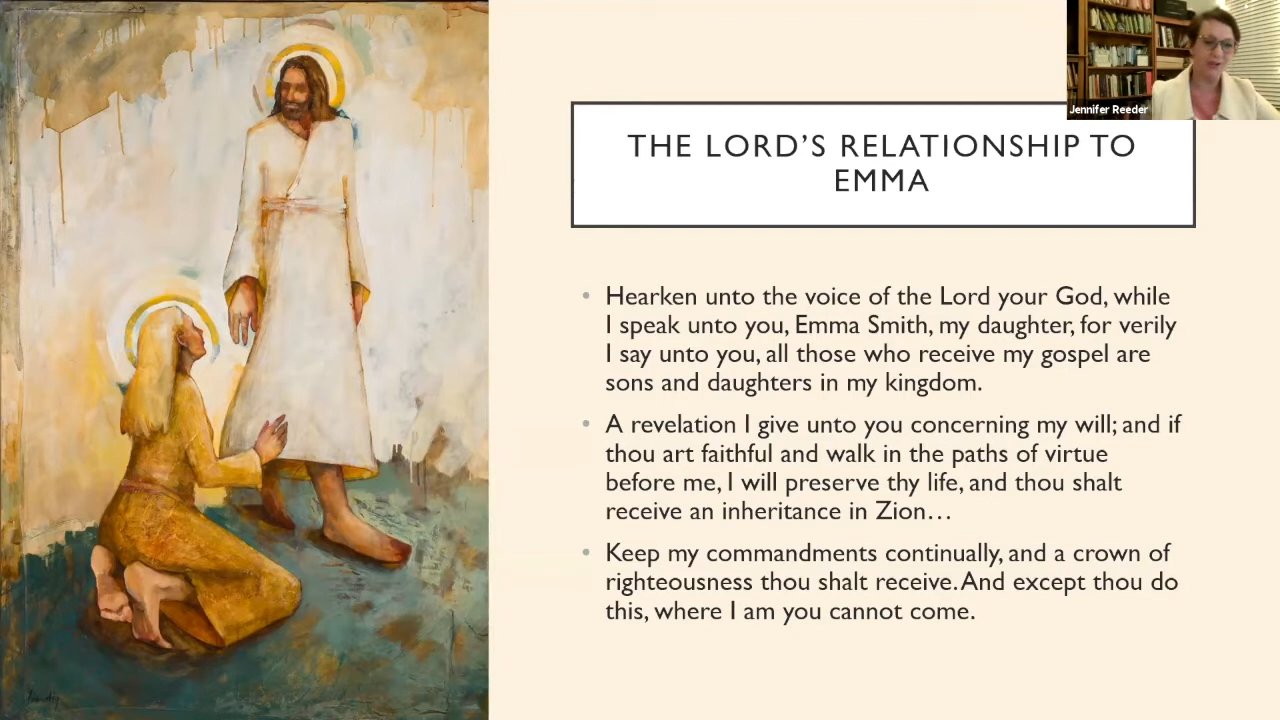 Jennifer Reeder
THE LORD'S RELATIONSHIP TO
EMMA
• Hearken unto the voice of the Lord your God, while
I speak unto you, Emma Smith, my daughter, for verily
I say unto you, all those who receive my gospel are
sons and daughters in my kingdom.
• A revelation I give unto you concerning my will; and if
thou art faithful and walk in the paths of virtue
before me, I will preserve thy life, and thou shalt
receive an inheritance in Zion…
• Keep my commandments continually, and a crown of
righteousness thou shalt receive. And except thou do
this, where I am you cannot come.